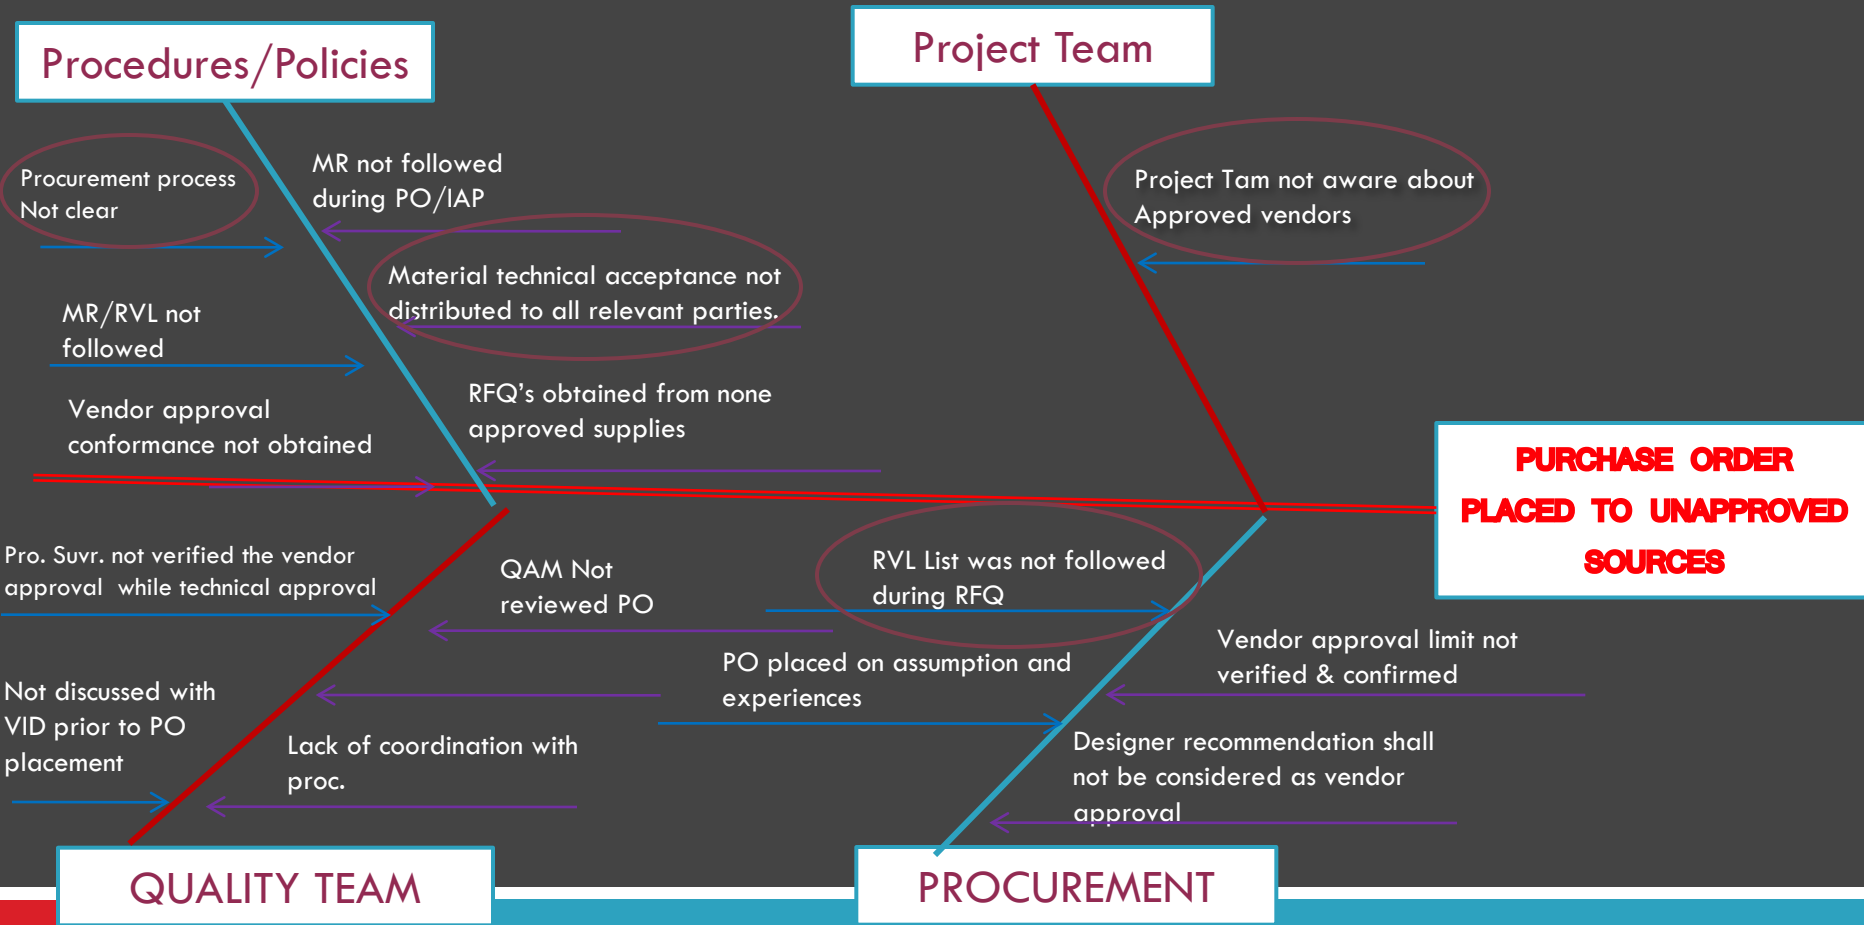 Procedures/Policies
Project Team
Procurement process
Not clear
MR not followed
during PO/IAP
Project Tam not aware about
Approved vendors
Material technical acceptance not
distributed to all relevant parties.
MR/RVL not
followed
Vendor approval
conformance not obtained
RFQ’s obtained from none
approved supplies
PURCHASE ORDER
PLACED TO UNAPPROVED
SOURCES
Pro. Suvr. not verified the vendor
approval while technical approval
QAM Not
reviewed PO
RVL List was not followed
during RFQ
Vendor approval limit not
verified & confirmed
PO placed on assumption and
experiences
Not discussed with
VID prior to PO
placement
Lack of coordination with
proc.
Designer recommendation shall
not be considered as vendor
approval
QUALITY TEAM
PROCUREMENT